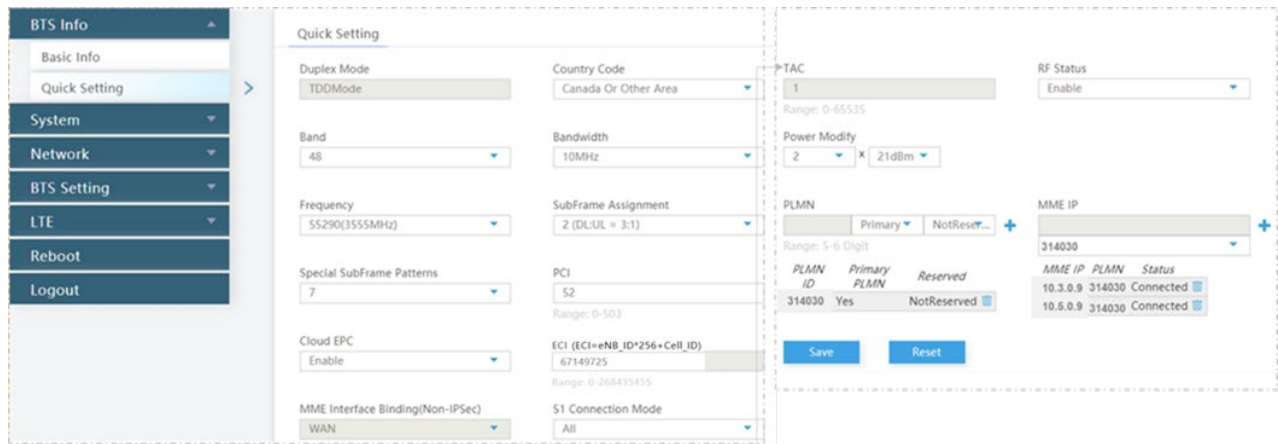 BTS Info
Basic Info
Quick Setting
System
Network
BTS Setting
LTE
Reboot
Logout
Quick Setting
Duplex Mode
TDDMode
Country Code
Canada Or Other Area
Band
48
Bandwidth
10MHz
Frequency
55290(3555MHz)
SubFrame Assignment
2 (DL:UL = 3:1)
Special SubFrame Patterns
7
PCI
52
Range: 0-503
Cloud EPC
Enable
ECI (ECI=eNB_ID*256+Cell_ID)
67149725
Range: 0-268435455
MME Interface Binding(Non-IPSec)
WAN
S1 Connection Mode
All
TAC
1
Range: 0-65535
RF Status
Enable
Power Modify
2 x 21dBm
PLMN
Primary NotReser...
Range: 5-6 Digit
PLMN ID Primary PLMN Reserved
314030 Yes NotReserved
MME IP
314030
MME IP PLMN Status
10.3.0.9 314030 Connected
10.5.0.9 314030 Connected
Save
Reset